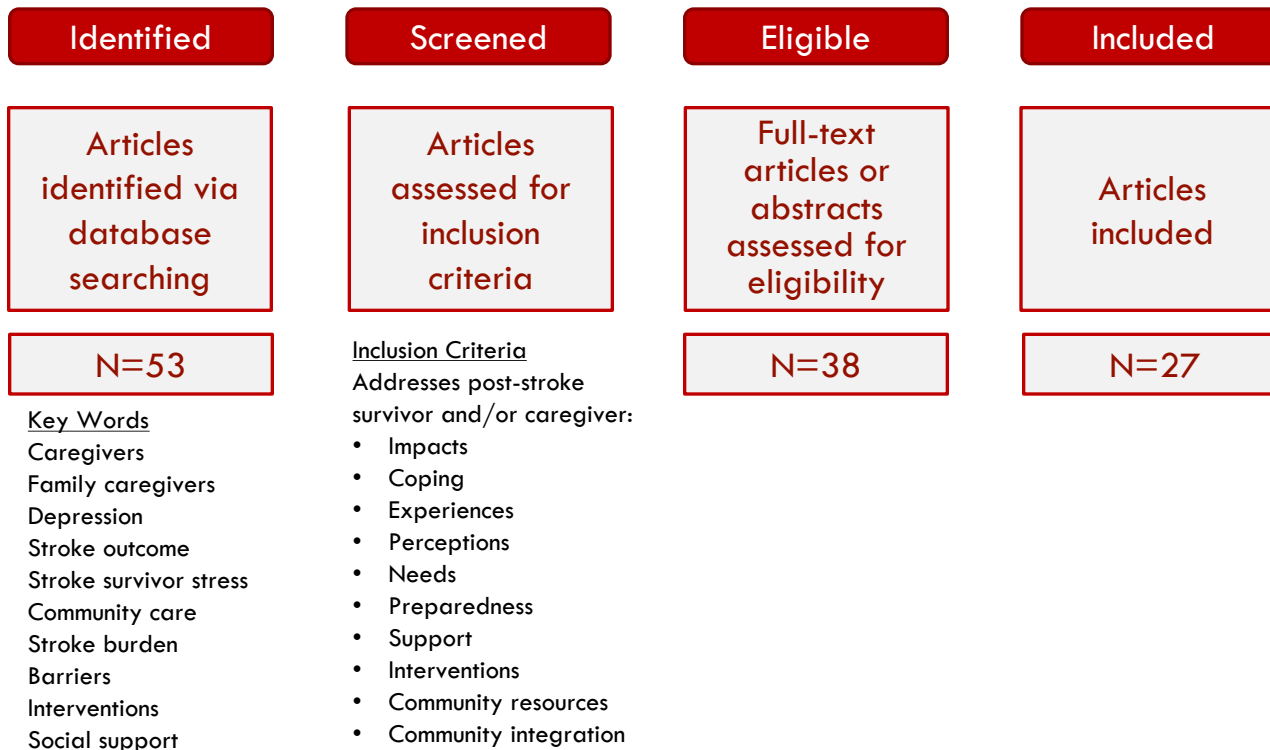 Identified
Screened
Eligible
Included
Articles
identified via
database
searching
Articles
assessed for
inclusion
criteria
Full-text
articles or
abstracts
assessed for
eligibility
Articles
included
N=53
N=38
N=27
Key Words
Caregivers
Family caregivers
Depression
Stroke outcome
Stroke survivor stress
Community care
Stroke burden
Barriers
Interventions
Social support
Inclusion Criteria
Addresses post-stroke
survivor and/or caregiver:
• Impacts
• Coping
• Experiences
• Perceptions
• Needs
• Preparedness
• Support
• Interventions
• Community resources
• Community integration